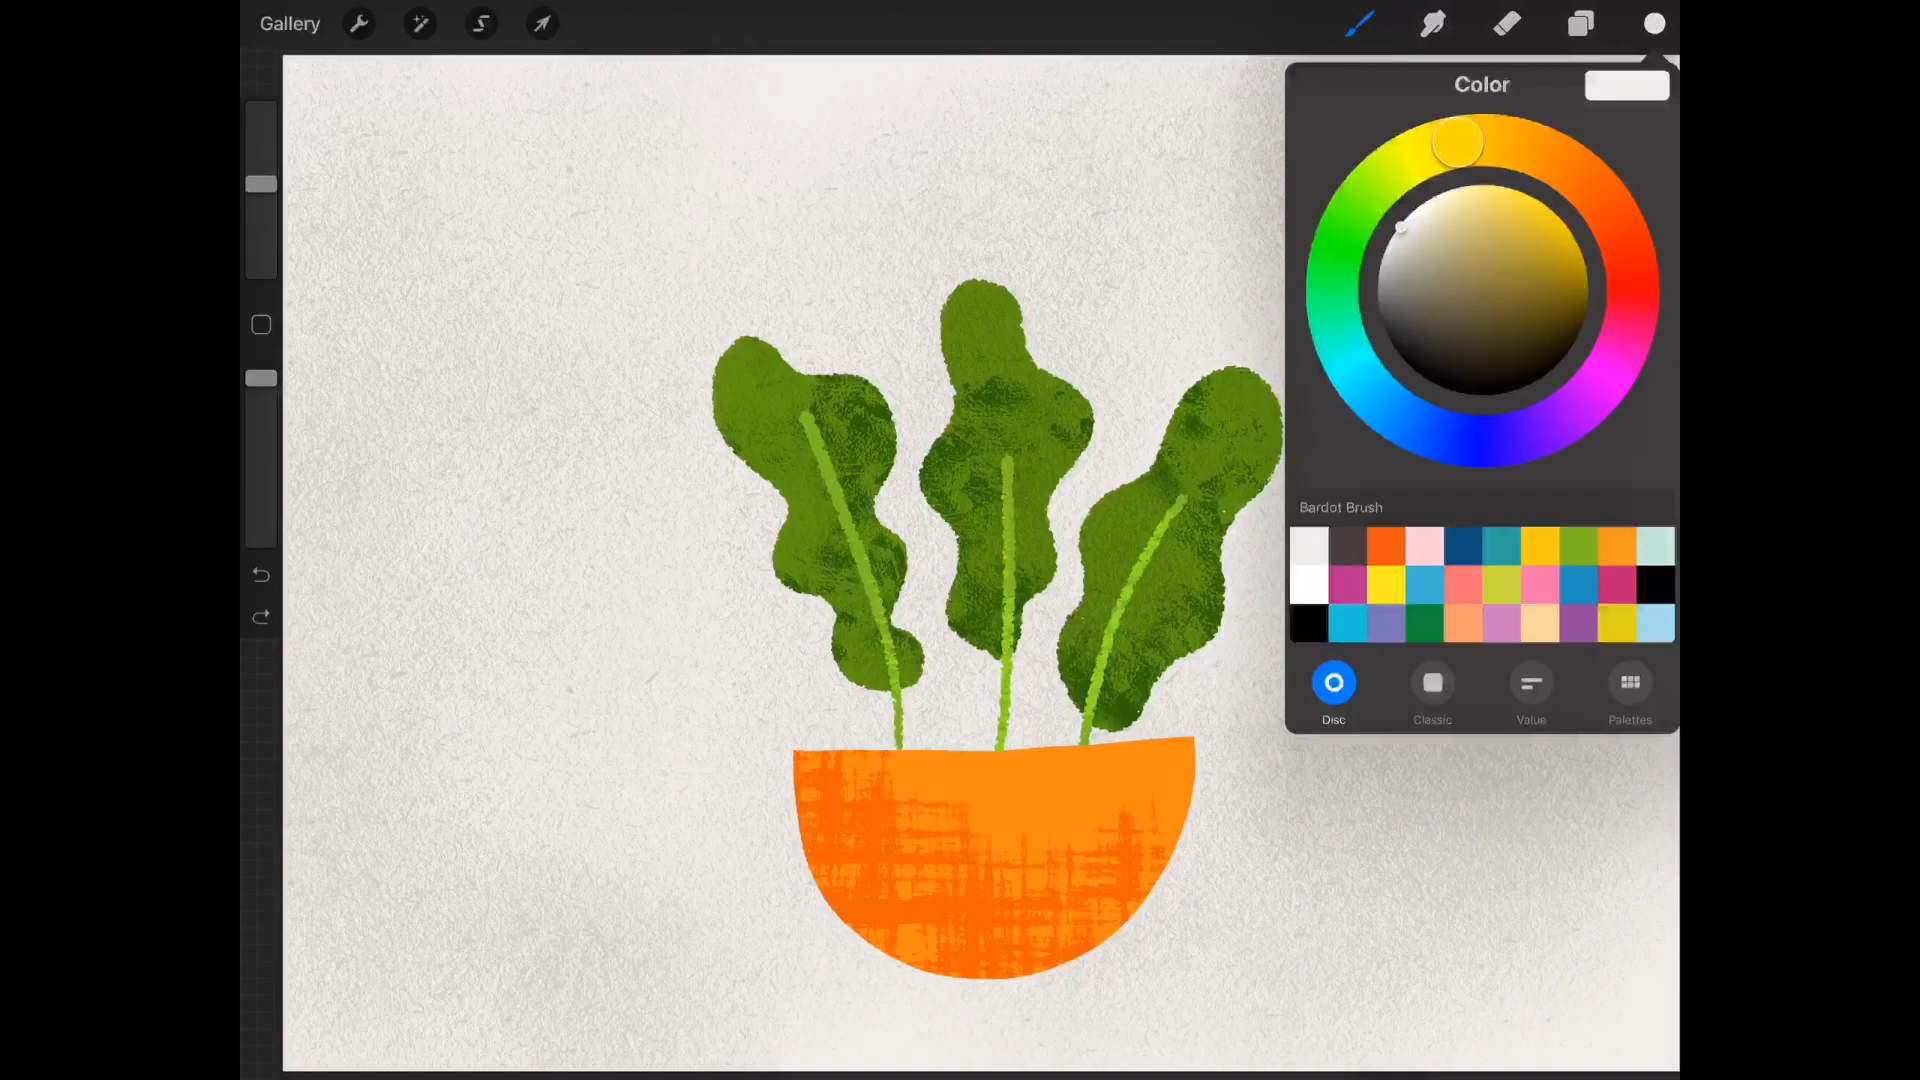 Gallery
Color
Bardot Brush
Disc
Classic
Value
Palettes